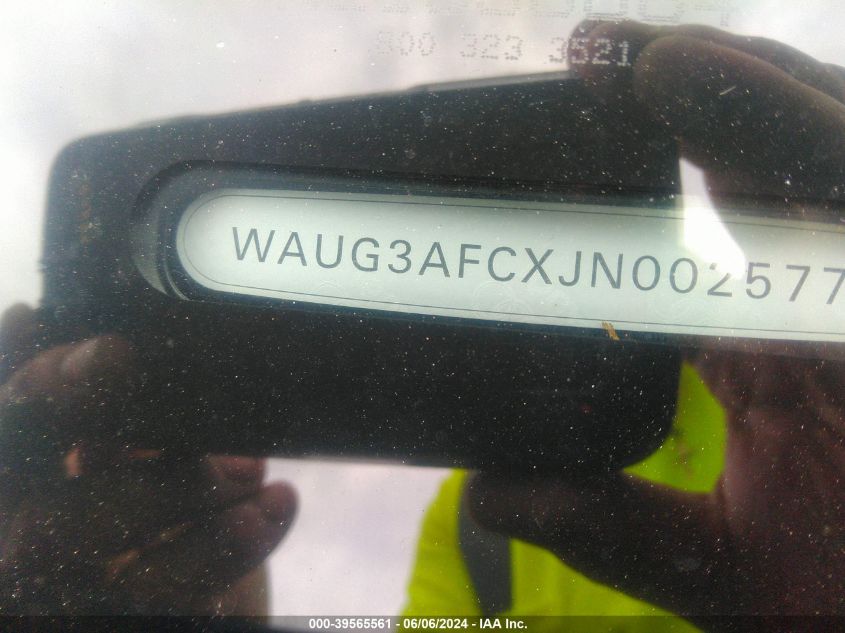 800 323 3521
WAUG3AFCXJN002577
000-39565561 - 06/06/2024 - IAA Inc.